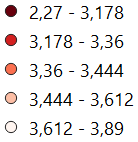 2,27 - 3,178
3,178 - 3,36
3,36 - 3,444
3,444 - 3,612
3,612 - 3,89